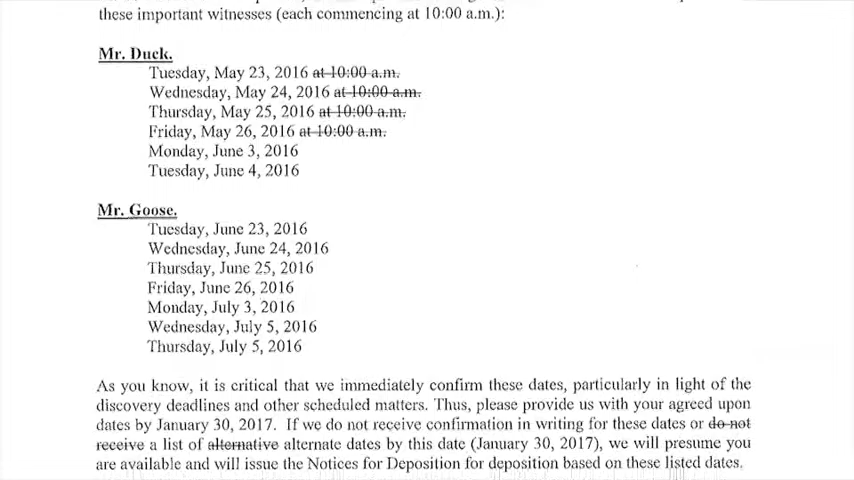 these important witnesses (each commencing at 10:00 a.m.):
Mr. Duck.
Tuesday, May 23, 2016 at 10:00 a.m.
Wednesday, May 24, 2016 at 10:00 a.m.
Thursday, May 25, 2016 at 10:00 a.m.
Friday, May 26, 2016 at 10:00 a.m.
Monday, June 3, 2016
Tuesday, June 4, 2016
Mr. Goose.
Tuesday, June 23, 2016
Wednesday, June 24, 2016
Thursday, June 25, 2016
Friday, June 26, 2016
Monday, July 3, 2016
Wednesday, July 5, 2016
Thursday, July 5, 2016
As you know, it is critical that we immediately confirm these dates, particularly in light of the
discovery deadlines and other scheduled matters. Thus, please provide us with your agreed upon
dates by January 30, 2017. If we do not receive confirmation in writing for these dates or do not
receive a list of alternative alternate dates by this date (January 30, 2017), we will presume you
are available and will issue the Notices for Deposition for deposition based on these listed dates.